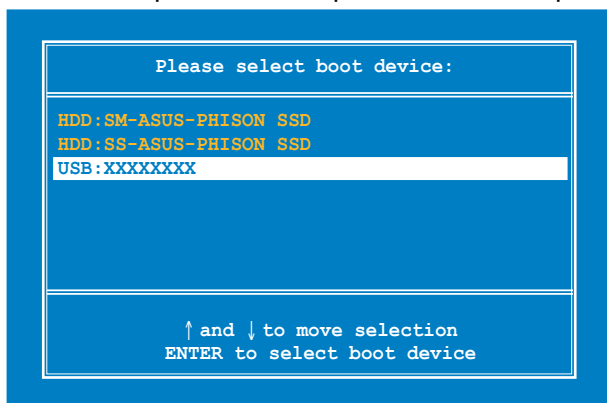 Please select boot device:
HDD:SM-ASUS-PHISON SSD
HDD:SS-ASUS-PHISON SSD
USB:XXXXXXXX
↑ and ↓ to move selection
ENTER to select boot device